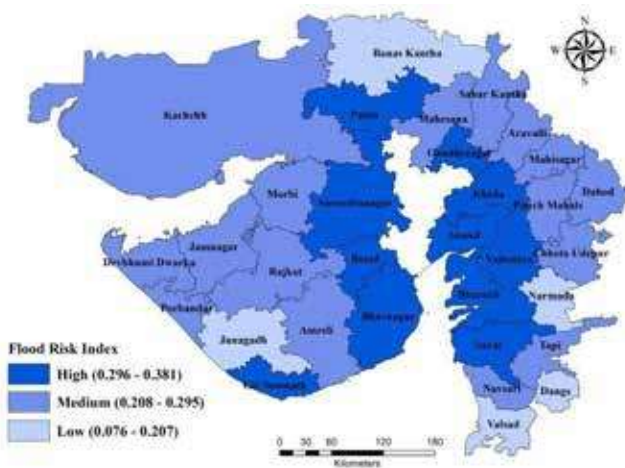 N
W E
S
Banas Kantha
Patan
Sabar Kantha
Mahesana
Kachchh
Aravalli
Gandhinagar
Mahisagar
Morbi
Surendranagar
Kheda
Dahod
Panch Mahals
Anand
Jamnagar
Vadodara
Chhota Udepur
Devbhumi Dwarka
Rajkot
Botad
Bharuch
Narmada
Porbandar
Bhavnagar
Amreli
Junagadh
Surat
Tapi
Gir Somnath
Navsari
Dangs
Valsad
Flood Risk Index
High (0.296 - 0.381)
Medium (0.208 - 0.295)
Low (0.076 - 0.207)
0 15 30 60 120 180
Kilometers